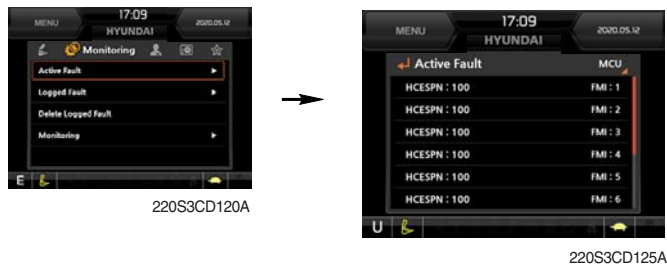 MENU 17:09 2020.05.12
HYUNDAI
Monitoring
Active Fault
Logged Fault
Delete Logged Fault
Monitoring
E
220S3CD120A
MENU 17:09 2020.05.12
HYUNDAI
Active Fault MCU
HCESPN : 100 FMI : 1
HCESPN : 100 FMI : 2
HCESPN : 100 FMI : 3
HCESPN : 100 FMI : 4
HCESPN : 100 FMI : 5
HCESPN : 100 FMI : 6
U
220S3CD125A